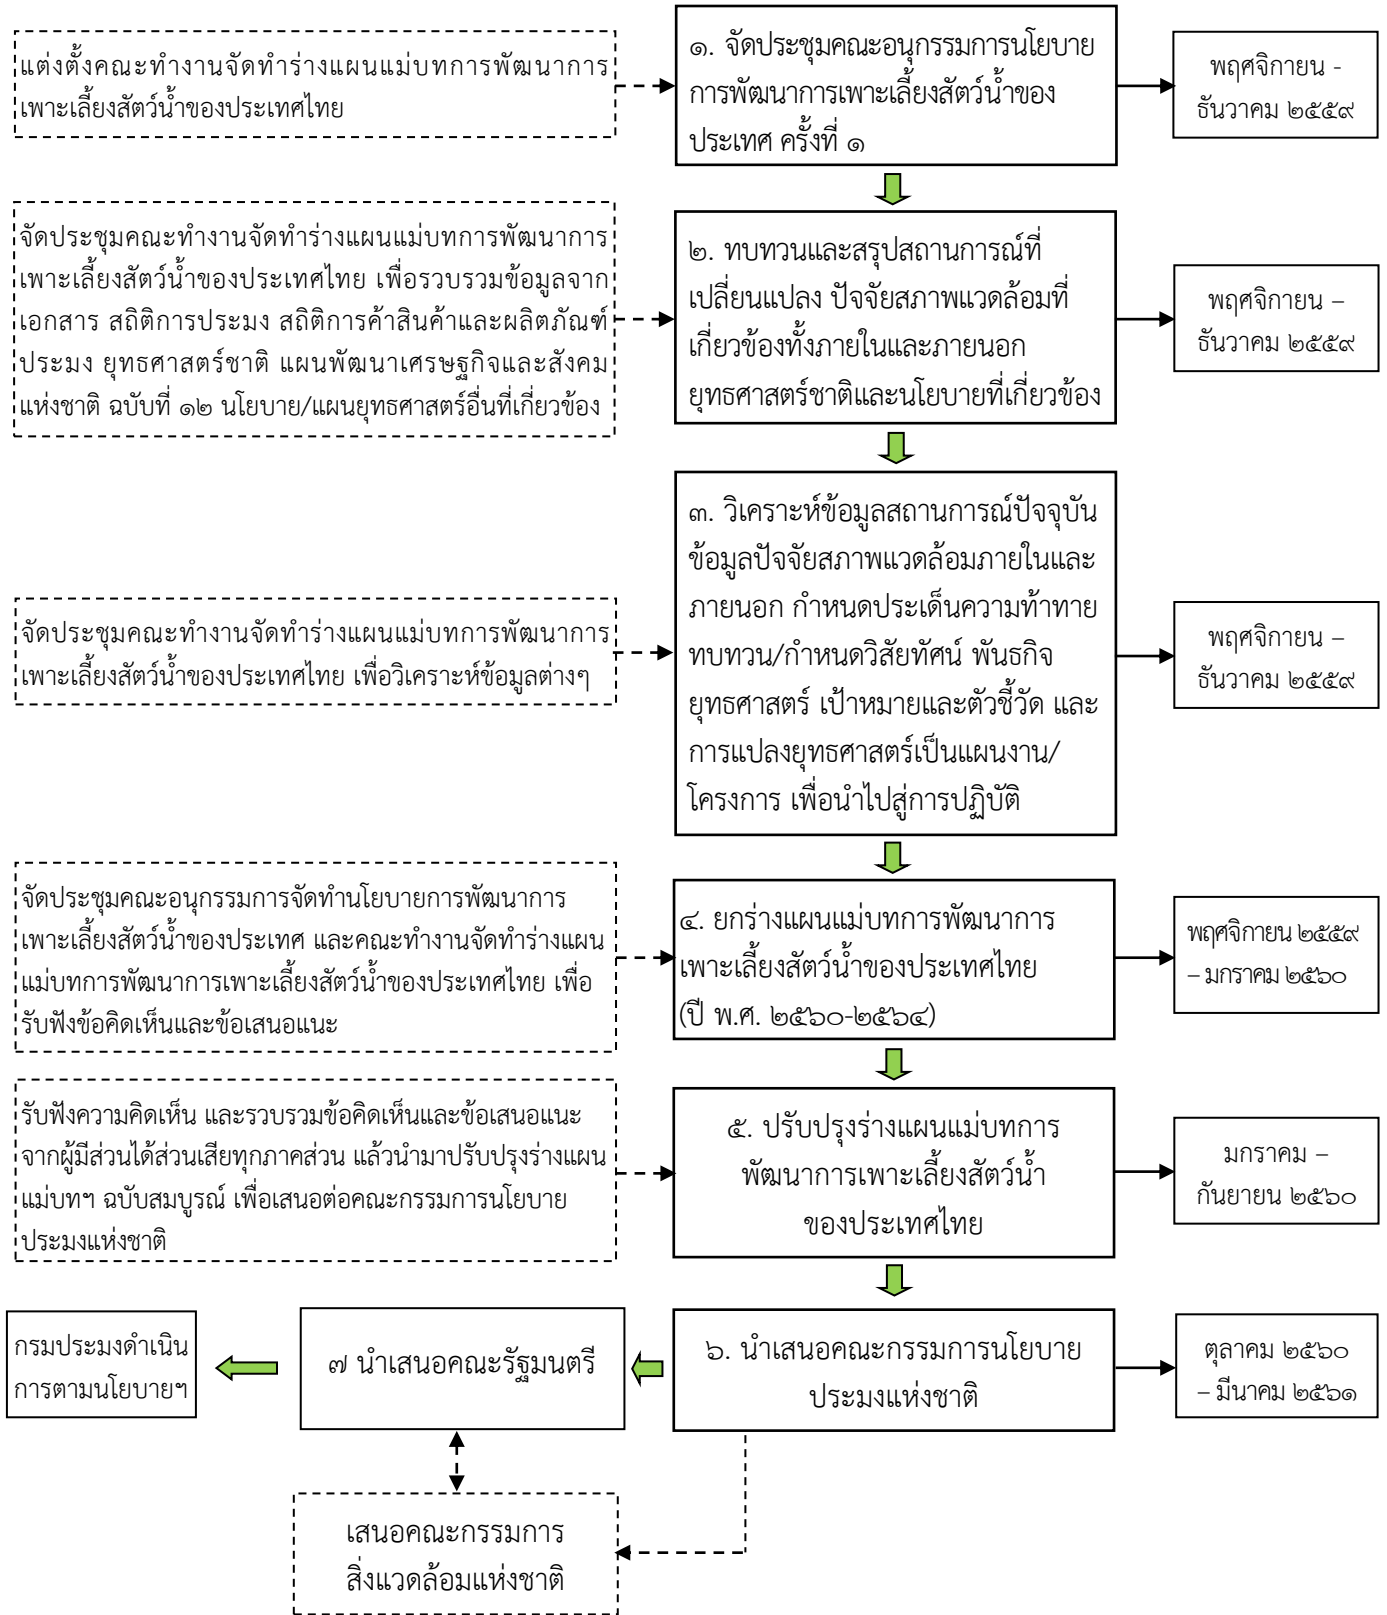 แต่งตั้งคณะทำงานจัดทำร่างแผนแม่บทการพัฒนาการ
เพาะเลี้ยงสัตว์น้ำของประเทศไทย
๑. จัดประชุมคณะอนุกรรมการนโยบาย
การพัฒนาการเพาะเลี้ยงสัตว์น้ำของ
ประเทศ ครั้งที่ ๑
พฤศจิกายน -
ธันวาคม ๒๕๕๙
จัดประชุมคณะทำงานจัดทำร่างแผนแม่บทการพัฒนาการ
เพาะเลี้ยงสัตว์น้ำของประเทศไทย เพื่อรวบรวมข้อมูลจาก
เอกสาร สถิติการประมง สถิติการค้าสินค้าและผลิตภัณฑ์
ประมง ยุทธศาสตร์ชาติ แผนพัฒนาเศรษฐกิจและสังคม
แห่งชาติ ฉบับที่ ๑๒ นโยบาย/แผนยุทธศาสตร์อื่นที่เกี่ยวข้อง
๒. ทบทวนและสรุปสถานการณ์ที่
เปลี่ยนแปลง ปัจจัยสภาพแวดล้อมที่
เกี่ยวข้องทั้งภายในและภายนอก
ยุทธศาสตร์ชาติและนโยบายที่เกี่ยวข้อง
พฤศจิกายน –
ธันวาคม ๒๕๕๙
จัดประชุมคณะทำงานจัดทำร่างแผนแม่บทการพัฒนาการ
เพาะเลี้ยงสัตว์น้ำของประเทศไทย เพื่อวิเคราะห์ข้อมูลต่างๆ
๓. วิเคราะห์ข้อมูลสถานการณ์ปัจจุบัน
ข้อมูลปัจจัยสภาพแวดล้อมภายในและ
ภายนอก กำหนดประเด็นความท้าทาย
ทบทวน/กำหนดวิสัยทัศน์ พันธกิจ
ยุทธศาสตร์ เป้าหมายและตัวชี้วัด และ
การแปลงยุทธศาสตร์เป็นแผนงาน/
โครงการ เพื่อนำไปสู่การปฏิบัติ
พฤศจิกายน –
ธันวาคม ๒๕๕๙
จัดประชุมคณะอนุกรรมการจัดทำนโยบายการพัฒนาการ
เพาะเลี้ยงสัตว์น้ำของประเทศ และคณะทำงานจัดทำร่างแผน
แม่บทการพัฒนาการเพาะเลี้ยงสัตว์น้ำของประเทศไทย เพื่อ
รับฟังข้อคิดเห็นและข้อเสนอแนะ
๔. ยกร่างแผนแม่บทการพัฒนาการ
เพาะเลี้ยงสัตว์น้ำของประเทศไทย
(ปี พ.ศ. ๒๕๖๐-๒๕๖๔)
พฤศจิกายน ๒๕๕๙
– มกราคม ๒๕๖๐
รับฟังความคิดเห็น และรวบรวมข้อคิดเห็นและข้อเสนอแนะ
จากผู้มีส่วนได้ส่วนเสียทุกภาคส่วน แล้วนำมาปรับปรุงร่างแผน
แม่บทฯ ฉบับสมบูรณ์ เพื่อเสนอต่อคณะกรรมการนโยบาย
ประมงแห่งชาติ
๕. ปรับปรุงร่างแผนแม่บทการ
พัฒนาการเพาะเลี้ยงสัตว์น้ำ
ของประเทศไทย
มกราคม –
กันยายน ๒๕๖๐
กรมประมงดำเนิน
การตามนโยบายฯ
๗ นำเสนอคณะรัฐมนตรี
๖. นำเสนอคณะกรรมการนโยบาย
ประมงแห่งชาติ
ตุลาคม ๒๕๖๐
– มีนาคม ๒๕๖๑
เสนอคณะกรรมการ
สิ่งแวดล้อมแห่งชาติ